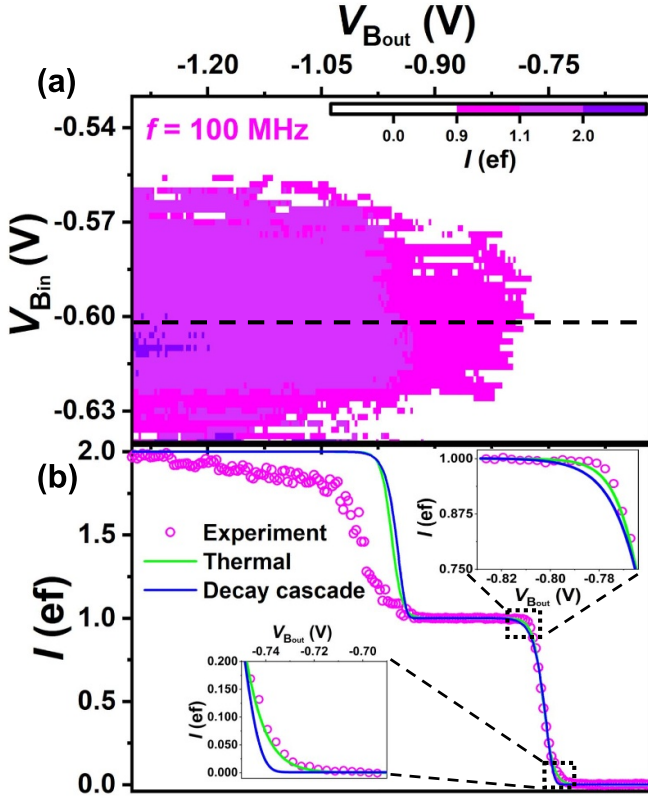 V_Bout (V)
(a)
-1.20 -1.05 -0.90 -0.75
-0.54
f = 100 MHz
0.0 0.9 1.1 2.0
I (ef)
-0.57
V_Bin (V)
-0.60
-0.63
2.0
(b)
1.000
I (ef)
0.875
0.750
-0.82 -0.80 -0.78
V_Bout (V)
1.5
Experiment
Thermal
Decay cascade
I (ef)
1.0
V_Bout (V)
-0.74 -0.72 -0.70
0.200
0.150
I (ef)
0.100
0.050
0.000
0.5
0.0